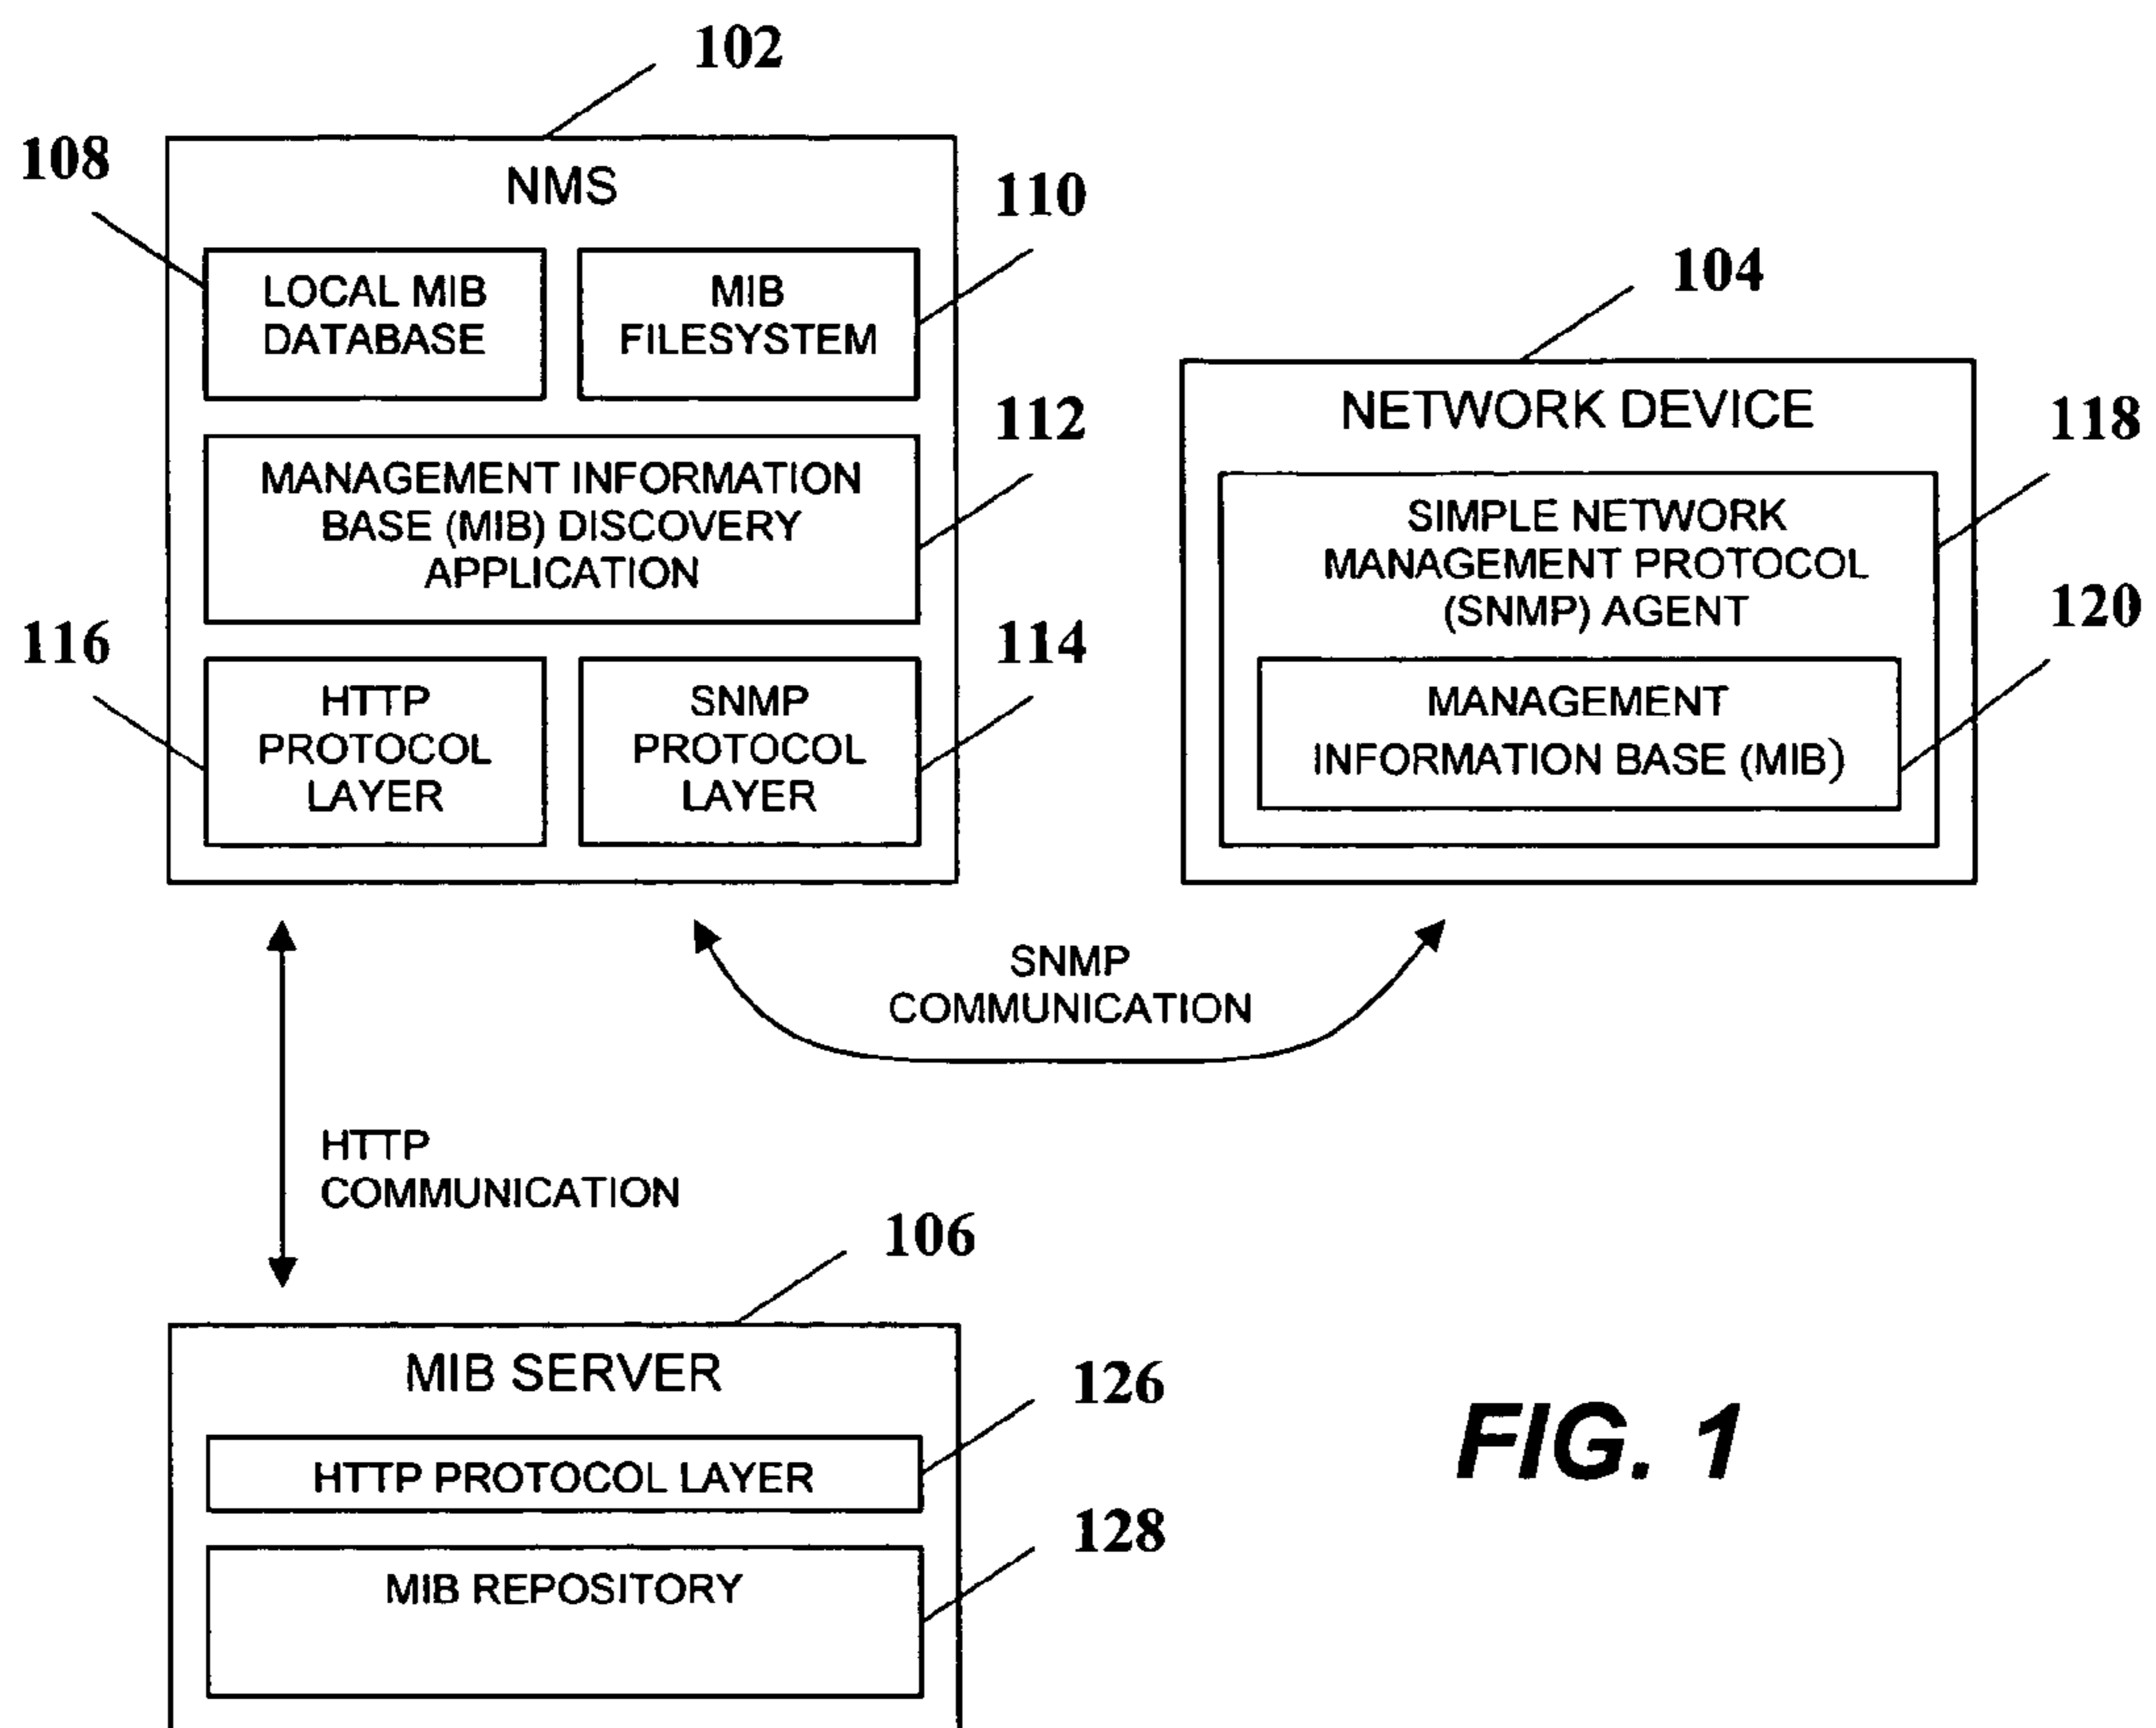 102
108
NMS
110
LOCAL MIB
DATABASE
MIB
FILESYSTEM
104
112
NETWORK DEVICE
118
MANAGEMENT INFORMATION
BASE (MIB) DISCOVERY
APPLICATION
SIMPLE NETWORK
MANAGEMENT PROTOCOL
(SNMP) AGENT
120
116
114
HTTP
PROTOCOL
LAYER
SNMP
PROTOCOL
LAYER
MANAGEMENT
INFORMATION BASE (MIB)
SNMP
COMMUNICATION
HTTP
COMMUNICATION
106
MIB SERVER
126
HTTP PROTOCOL LAYER
128
MIB REPOSITORY
FIG. 1